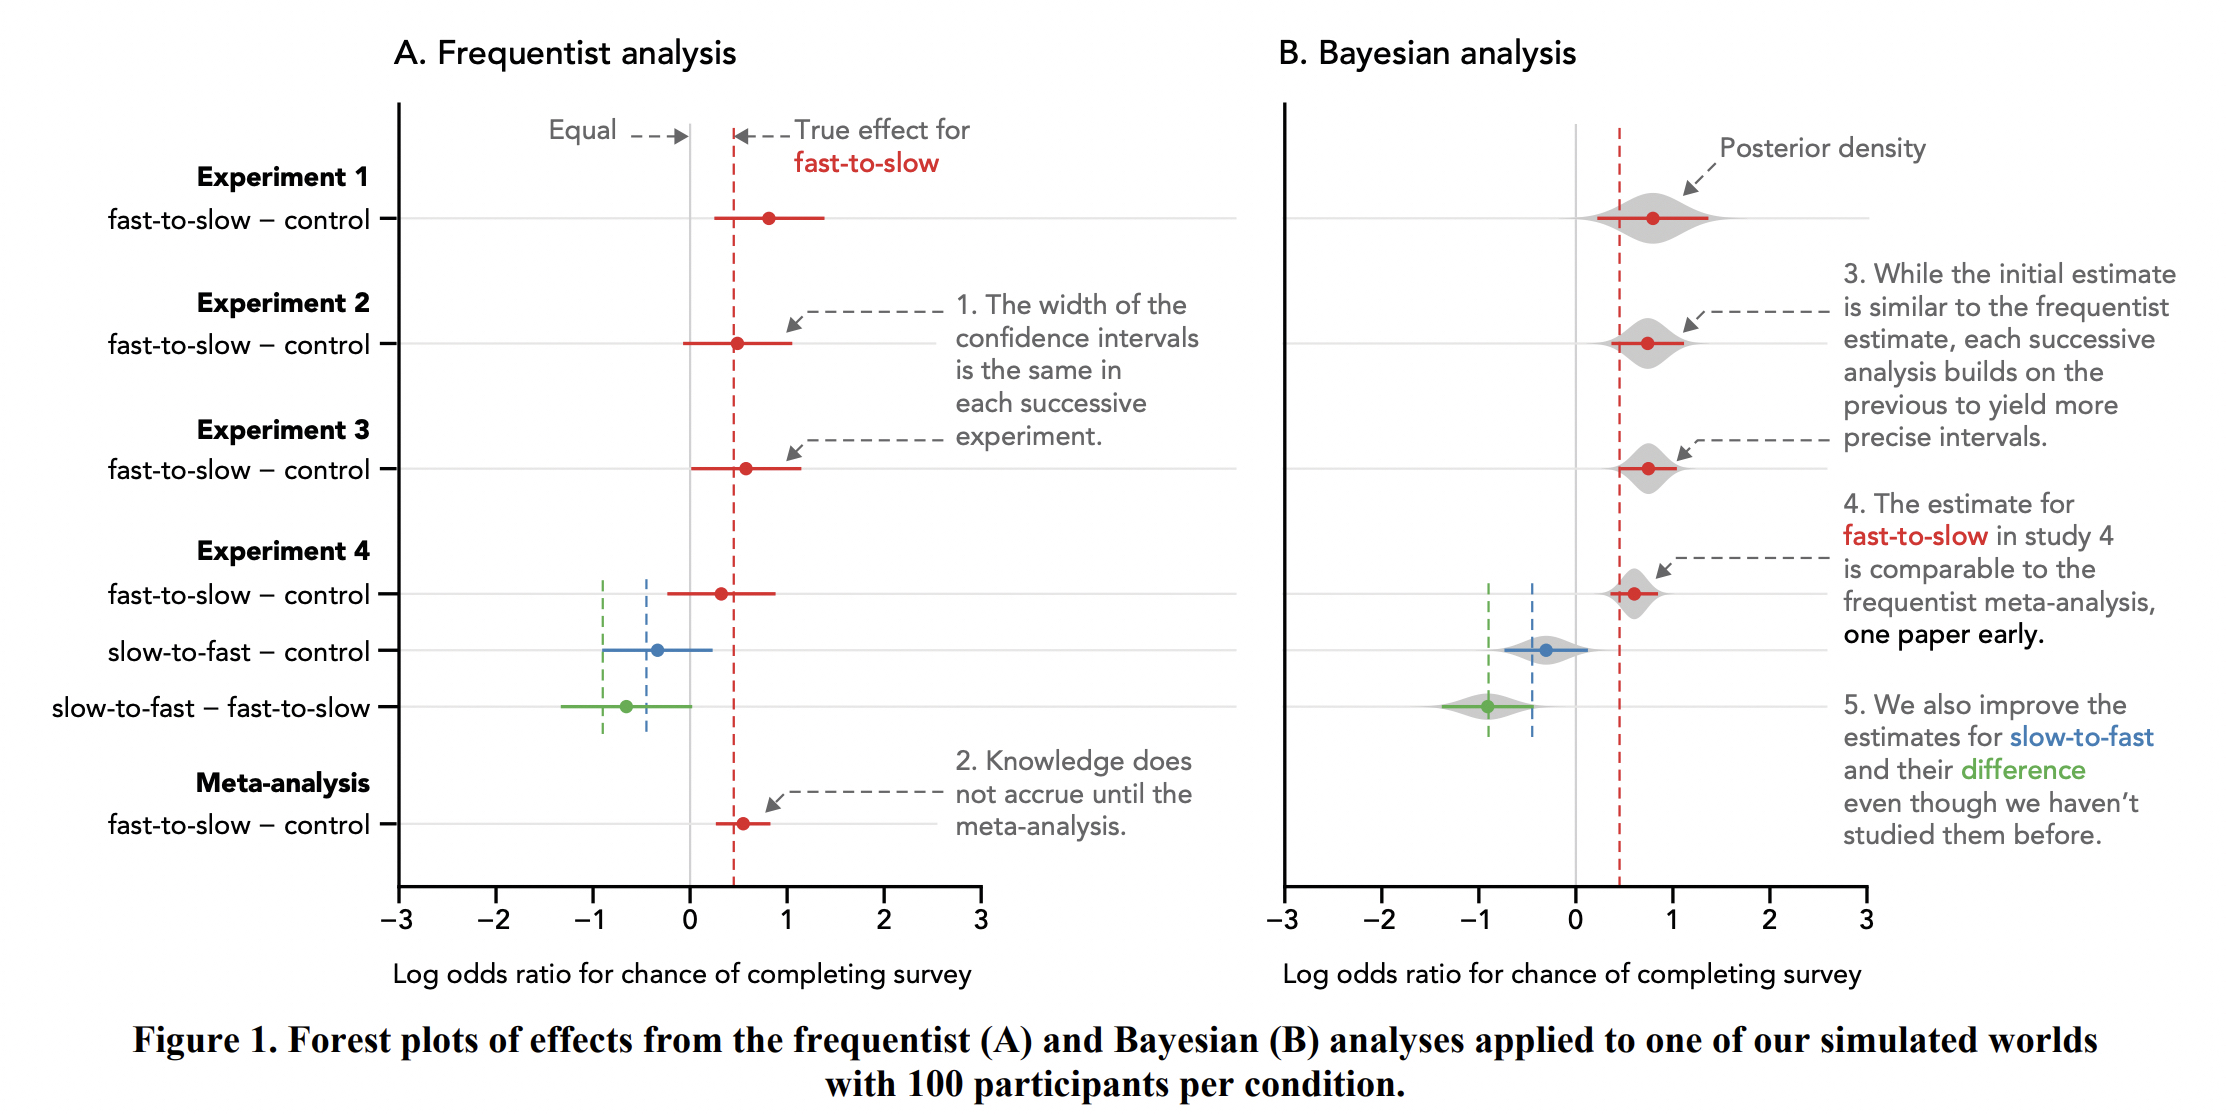 A. Frequentist analysis
Equal
True effect for
fast-to-slow
Experiment 1
fast-to-slow – control
Experiment 2
fast-to-slow – control
1. The width of the
confidence intervals
is the same in
each successive
experiment.
Experiment 3
fast-to-slow – control
Experiment 4
fast-to-slow – control
slow-to-fast – control
slow-to-fast – fast-to-slow
Meta-analysis
fast-to-slow – control
2. Knowledge does
not accrue until the
meta-analysis.
−3 −2 −1 0 1 2 3
Log odds ratio for chance of completing survey
B. Bayesian analysis
Posterior density
3. While the initial estimate
is similar to the frequentist
estimate, each successive
analysis builds on the
previous to yield more
precise intervals.
4. The estimate for
fast-to-slow in study 4
is comparable to the
frequentist meta-analysis,
one paper early.
5. We also improve the
estimates for slow-to-fast
and their difference
even though we haven't
studied them before.
−3 −2 −1 0 1 2 3
Log odds ratio for chance of completing survey
Figure 1. Forest plots of effects from the frequentist (A) and Bayesian (B) analyses applied to one of our simulated worlds
with 100 participants per condition.